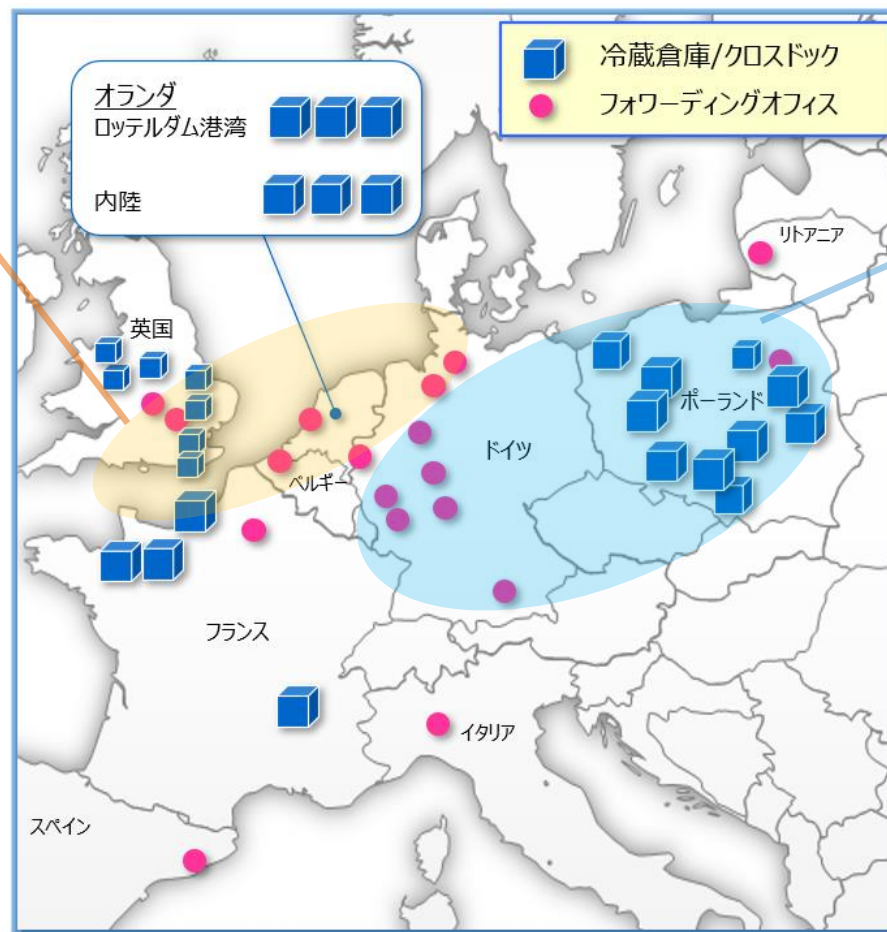 冷蔵倉庫/クロスドック
フォワーディングオフィス
オランダ
ロッテルダム港湾
内陸
リトアニア
英国
ポーランド
ドイツ
ベルギー
フランス
イタリア
スペイン